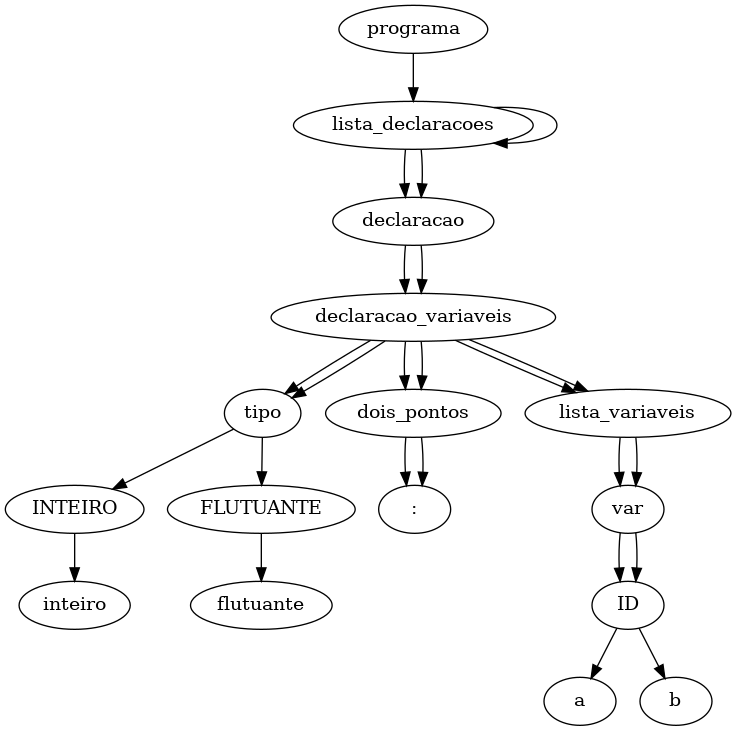 programa
lista_declaracoes
declaracao
declaracao_variaveis
tipo
dois_pontos
lista_variaveis
INTEIRO
FLUTUANTE
:
var
inteiro
flutuante
ID
a
b